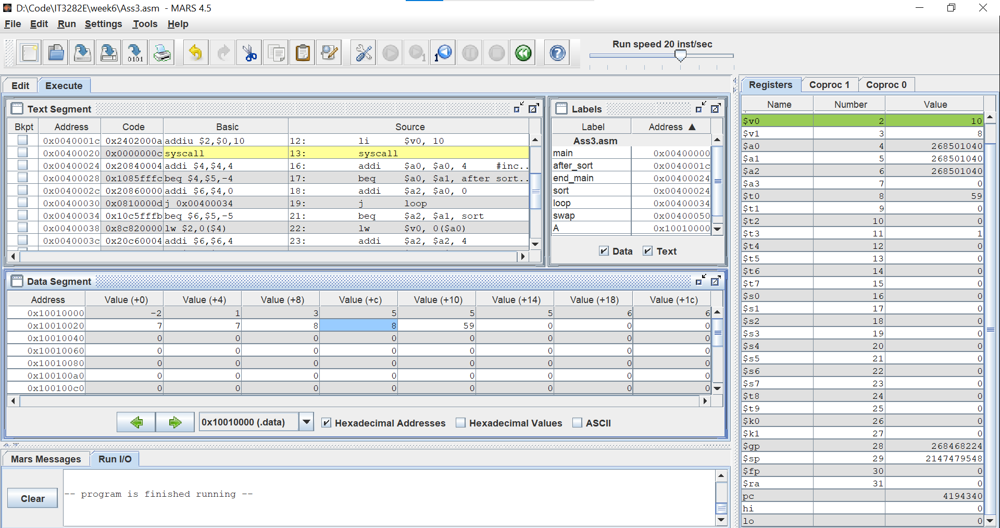 D:\Code\IT3282E\week6\Ass3.asm - MARS 4.5
File Edit Run Settings Tools Help
Run speed 20 inst/sec
Edit Execute
Text Segment
Bkpt Address Code Basic Source
0x0040001c 0x2402000a addiu $2,$0,10 12: li $v0, 10
0x00400020 0x0000000c syscall 13: syscall
0x00400024 0x20840004 addi $4,$4,4 16: addi $a0, $a0, 4 #inc..
0x00400028 0x1085fffc beq $4,$5,-4 17: beq $a0, $a1, after sort..
0x0040002c 0x20860000 addi $6,$4,0 18: addi $a2, $a0, 0
0x00400030 0x0810000d j 0x00400034 19: j loop
0x00400034 0x10c5fffb beq $6,$5,-5 21: beq $a2, $a1, sort
0x00400038 0x8c820000 lw $2,0($4) 22: lw $v0, 0($a0)
0x0040003c 0x20c60004 addi $6,$6,4 23: addi $a2, $a2, 4
Labels
Label Address ▲
Ass3.asm
main 0x00400000
after_sort 0x0040001c
end_main 0x00400024
sort 0x00400024
loop 0x00400034
swap 0x00400050
A 0x10010000
Data Text
Data Segment
Address Value (+0) Value (+4) Value (+8) Value (+c) Value (+10) Value (+14) Value (+18) Value (+1c)
0x10010000 -2 1 3 5 5 5 6 6
0x10010020 7 7 8 8 59 0 0 0
0x10010040 0 0 0 0 0 0 0 0
0x10010060 0 0 0 0 0 0 0 0
0x10010080 0 0 0 0 0 0 0 0
0x100100a0 0 0 0 0 0 0 0 0
0x100100c0 0 0 0 0 0 0 0 0
0x10010000 (.data) Hexadecimal Addresses Hexadecimal Values ASCII
Mars Messages Run I/O
Clear
-- program is finished running --
Registers Coproc 1 Coproc 0
Name Number Value
$v0 2 10
$v1 3 8
$a0 4 268501040
$a1 5 268501040
$a2 6 268501040
$a3 7 0
$t0 8 59
$t1 9 0
$t2 10 0
$t3 11 1
$t4 12 0
$t5 13 0
$t6 14 0
$t7 15 0
$s0 16 0
$s1 17 0
$s2 18 0
$s3 19 0
$s4 20 0
$s5 21 0
$s6 22 0
$s7 23 0
$t8 24 0
$t9 25 0
$k0 26 0
$k1 27 0
$gp 28 268468224
$sp 29 2147479548
$fp 30 0
$ra 31 0
pc 4194340
hi 0
lo 0